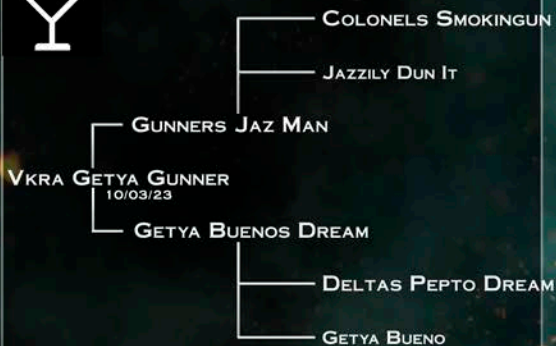 Colonels Smokingun
Jazzily Dun It
Gunners Jaz Man
Vkra Getya Gunner
10/03/23
Getya Buenos Dream
Deltas Pepto Dream
Getya Bueno